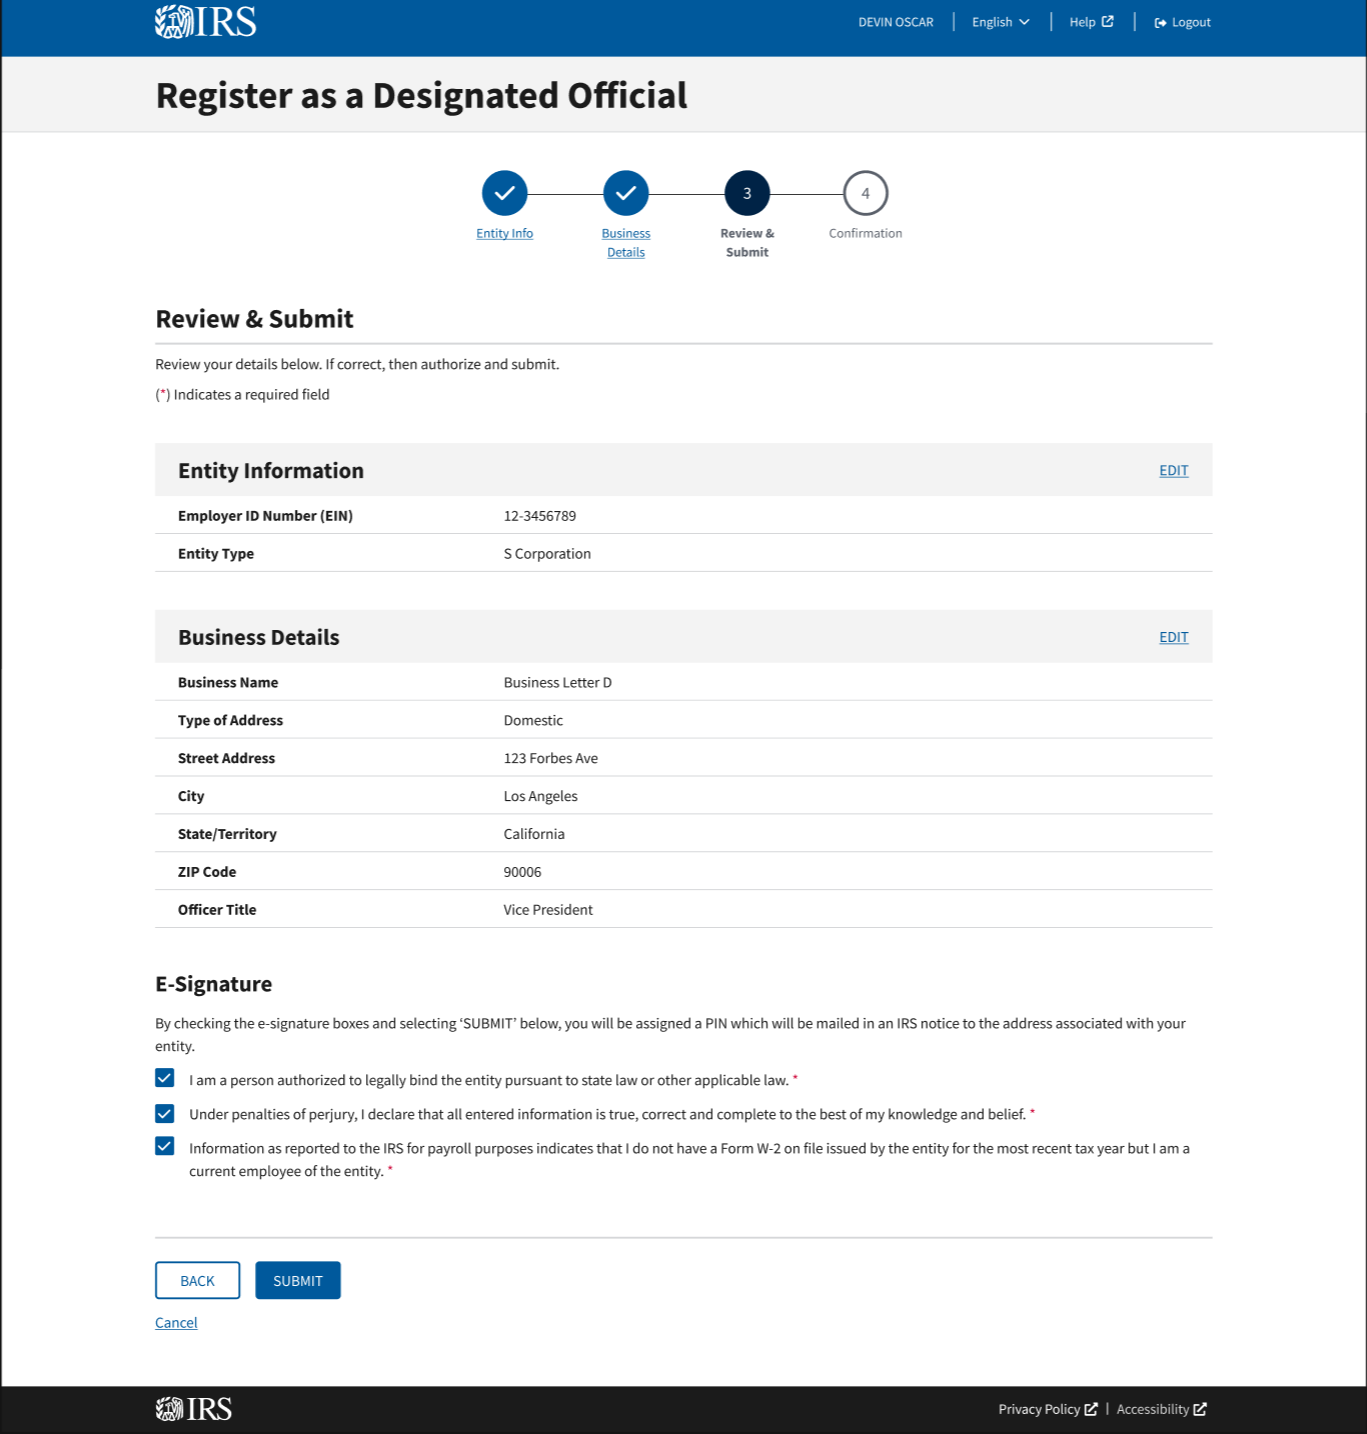 IRS
DEVIN OSCAR
English
Help
Logout
Register as a Designated Official
3
4
Entity Info
Business
Details
Review &
Submit
Confirmation
Review & Submit
Review your details below. If correct, then authorize and submit.
(*) Indicates a required field
Entity Information
EDIT
Employer ID Number (EIN) 12-3456789
Entity Type S Corporation
Business Details
EDIT
Business Name Business Letter D
Type of Address Domestic
Street Address 123 Forbes Ave
City Los Angeles
State/Territory California
ZIP Code 90006
Officer Title Vice President
E-Signature
By checking the e-signature boxes and selecting ‘SUBMIT’ below, you will be assigned a PIN which will be mailed in an IRS notice to the address associated with your
entity.
I am a person authorized to legally bind the entity pursuant to state law or other applicable law. *
Under penalties of perjury, I declare that all entered information is true, correct and complete to the best of my knowledge and belief. *
Information as reported to the IRS for payroll purposes indicates that I do not have a Form W-2 on file issued by the entity for the most recent tax year but I am a
current employee of the entity. *
BACK
SUBMIT
Cancel
IRS
Privacy Policy | Accessibility